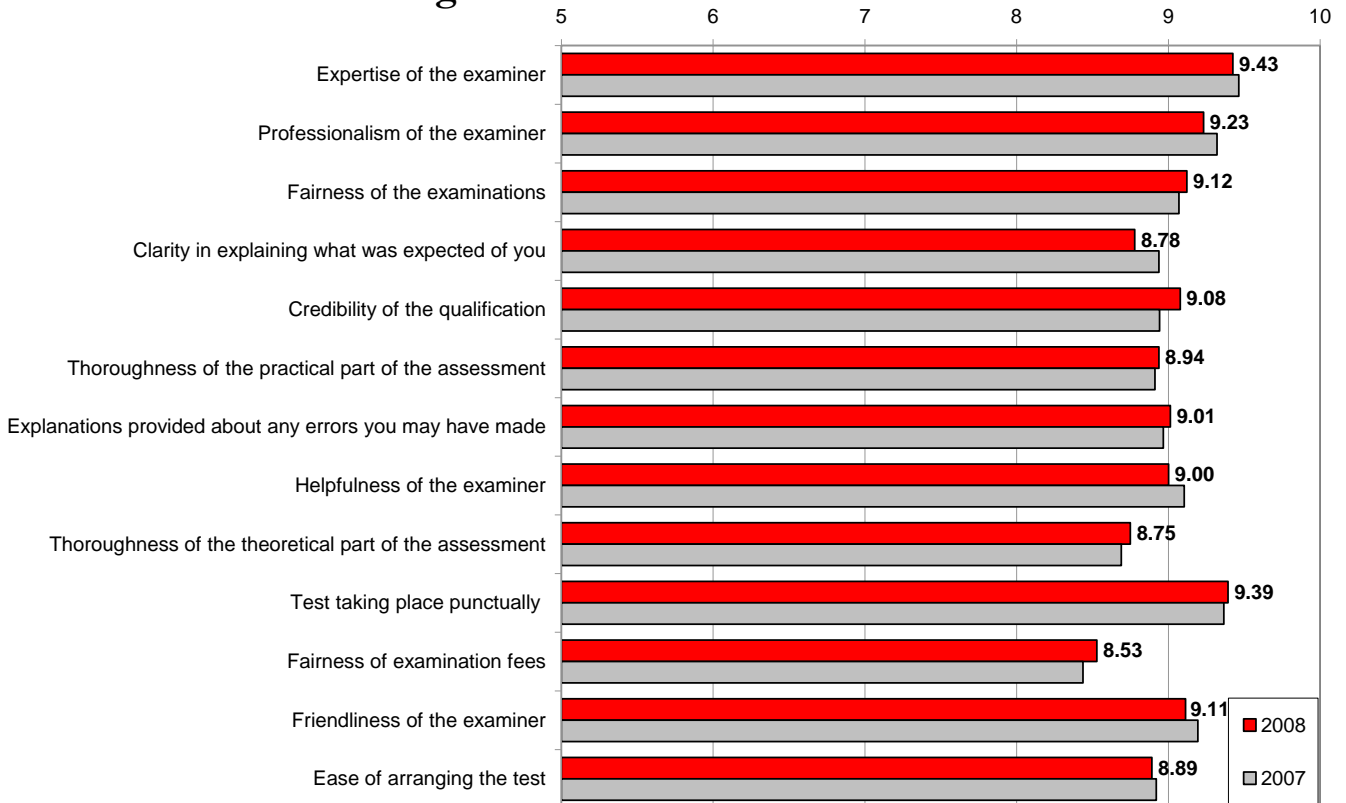 5 6 7 8 9 10
Expertise of the examiner 9.43
Professionalism of the examiner 9.23
Fairness of the examinations 9.12
Clarity in explaining what was expected of you 8.78
Credibility of the qualification 9.08
Thoroughness of the practical part of the assessment 8.94
Explanations provided about any errors you may have made 9.01
Helpfulness of the examiner 9.00
Thoroughness of the theoretical part of the assessment 8.75
Test taking place punctually 9.39
Fairness of examination fees 8.53
Friendliness of the examiner 9.11
2008
Ease of arranging the test 8.89
2007